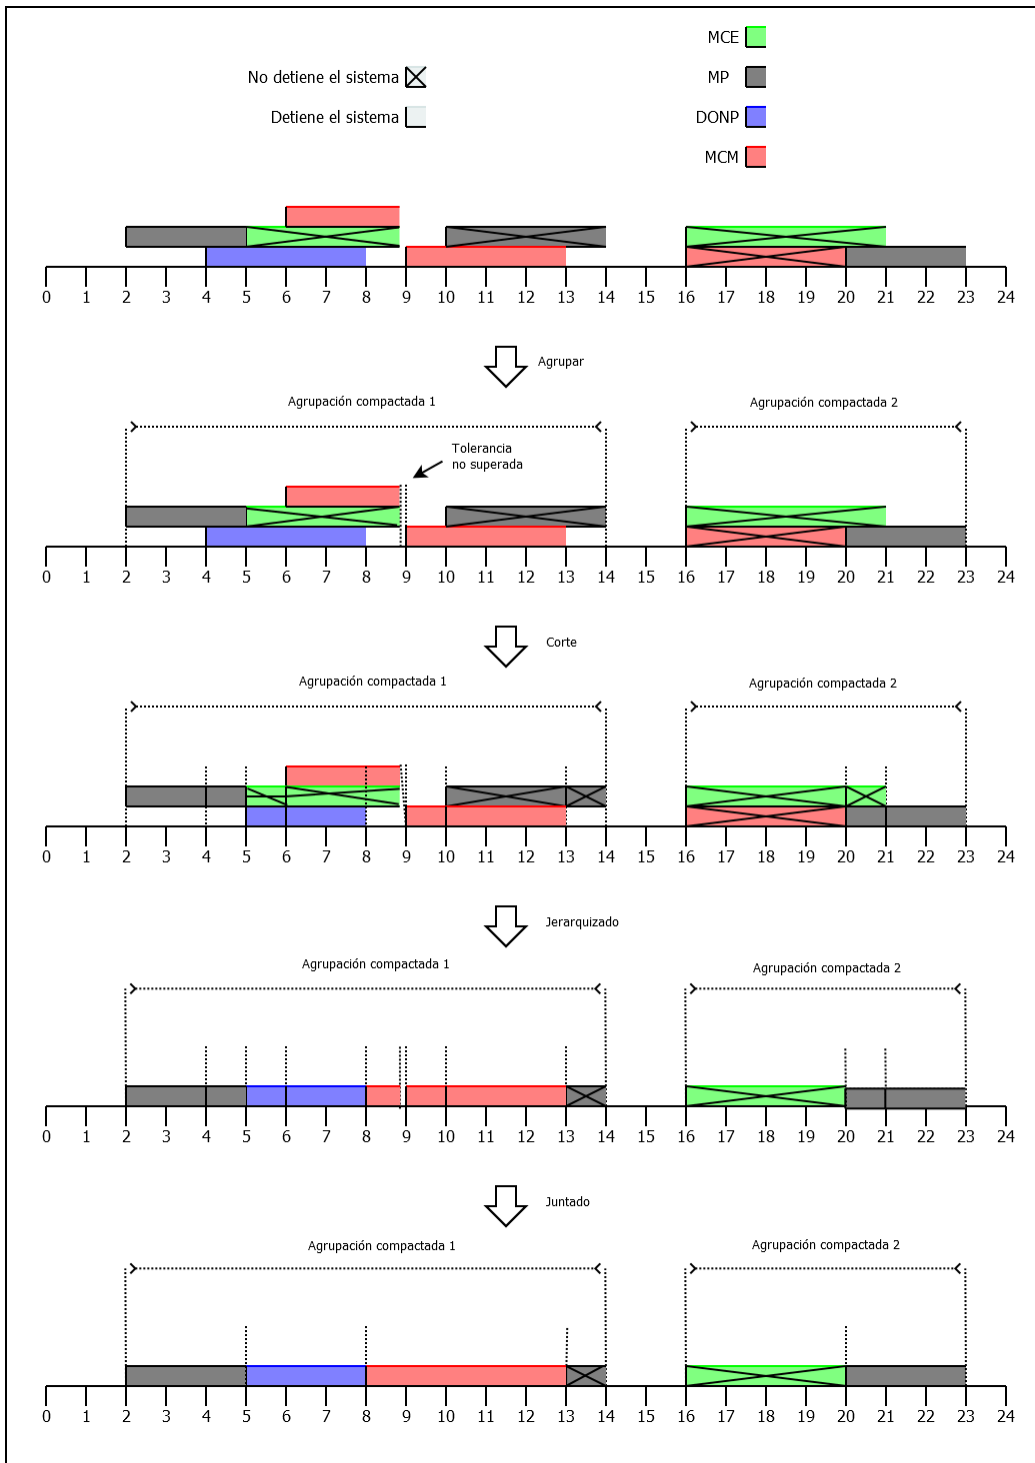 MCE
No detiene el sistema
MP
Detiene el sistema
DONP
MCM
0 1 2 3 4 5 6 7 8 9 10 11 12 13 14 15 16 17 18 19 20 21 22 23 24
Agrupar
Agrupación compactada 1
Agrupación compactada 2
Tolerancia
no superada
0 1 2 3 4 5 6 7 8 9 10 11 12 13 14 15 16 17 18 19 20 21 22 23 24
Corte
Agrupación compactada 1
Agrupación compactada 2
0 1 2 3 4 5 6 7 8 9 10 11 12 13 14 15 16 17 18 19 20 21 22 23 24
Jerarquizado
Agrupación compactada 1
Agrupación compactada 2
0 1 2 3 4 5 6 7 8 9 10 11 12 13 14 15 16 17 18 19 20 21 22 23 24
Juntado
Agrupación compactada 1
Agrupación compactada 2
0 1 2 3 4 5 6 7 8 9 10 11 12 13 14 15 16 17 18 19 20 21 22 23 24